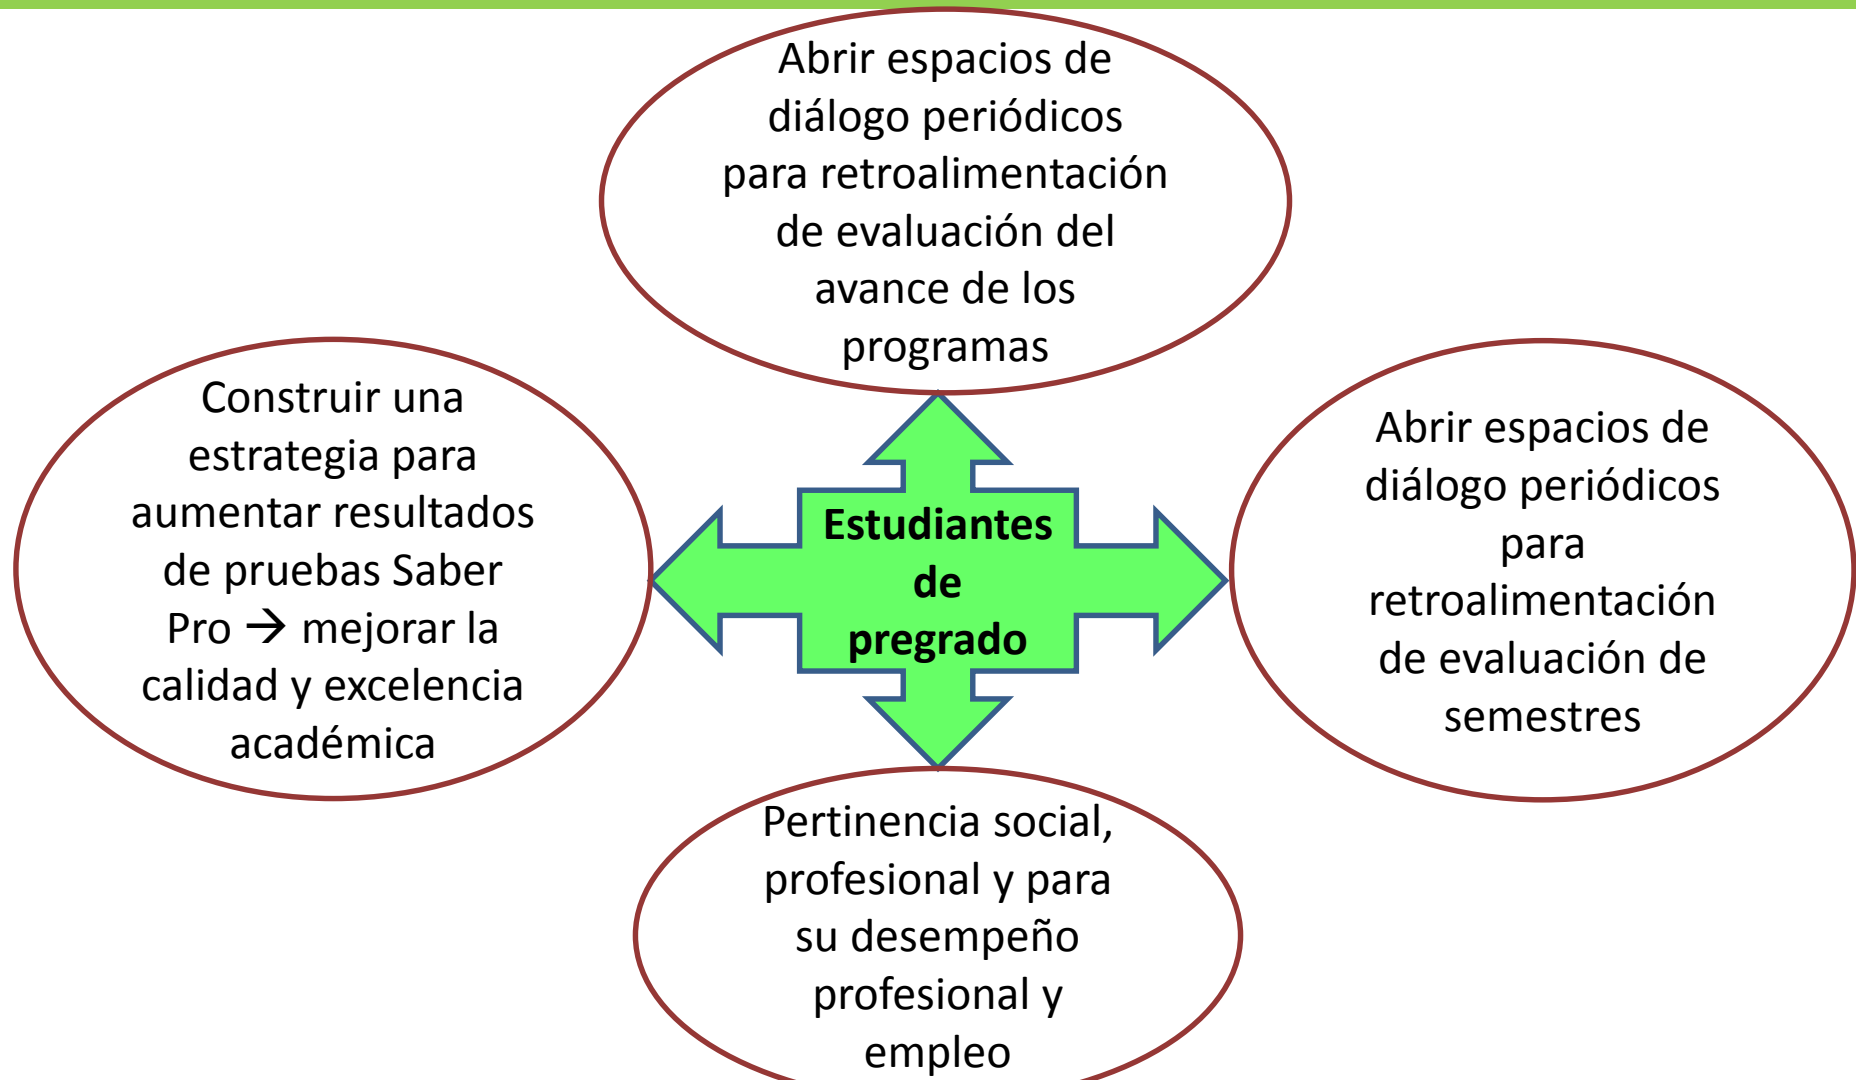 Abrir espacios de
diálogo periódicos
para retroalimentación
de evaluación del
avance de los
programas
Construir una
estrategia para
aumentar resultados
de pruebas Saber
Pro → mejorar la
calidad y excelencia
académica
Estudiantes
de
pregrado
Abrir espacios de
diálogo periódicos
para
retroalimentación
de evaluación de
semestres
Pertinencia social,
profesional y para
su desempeño
profesional y
empleo